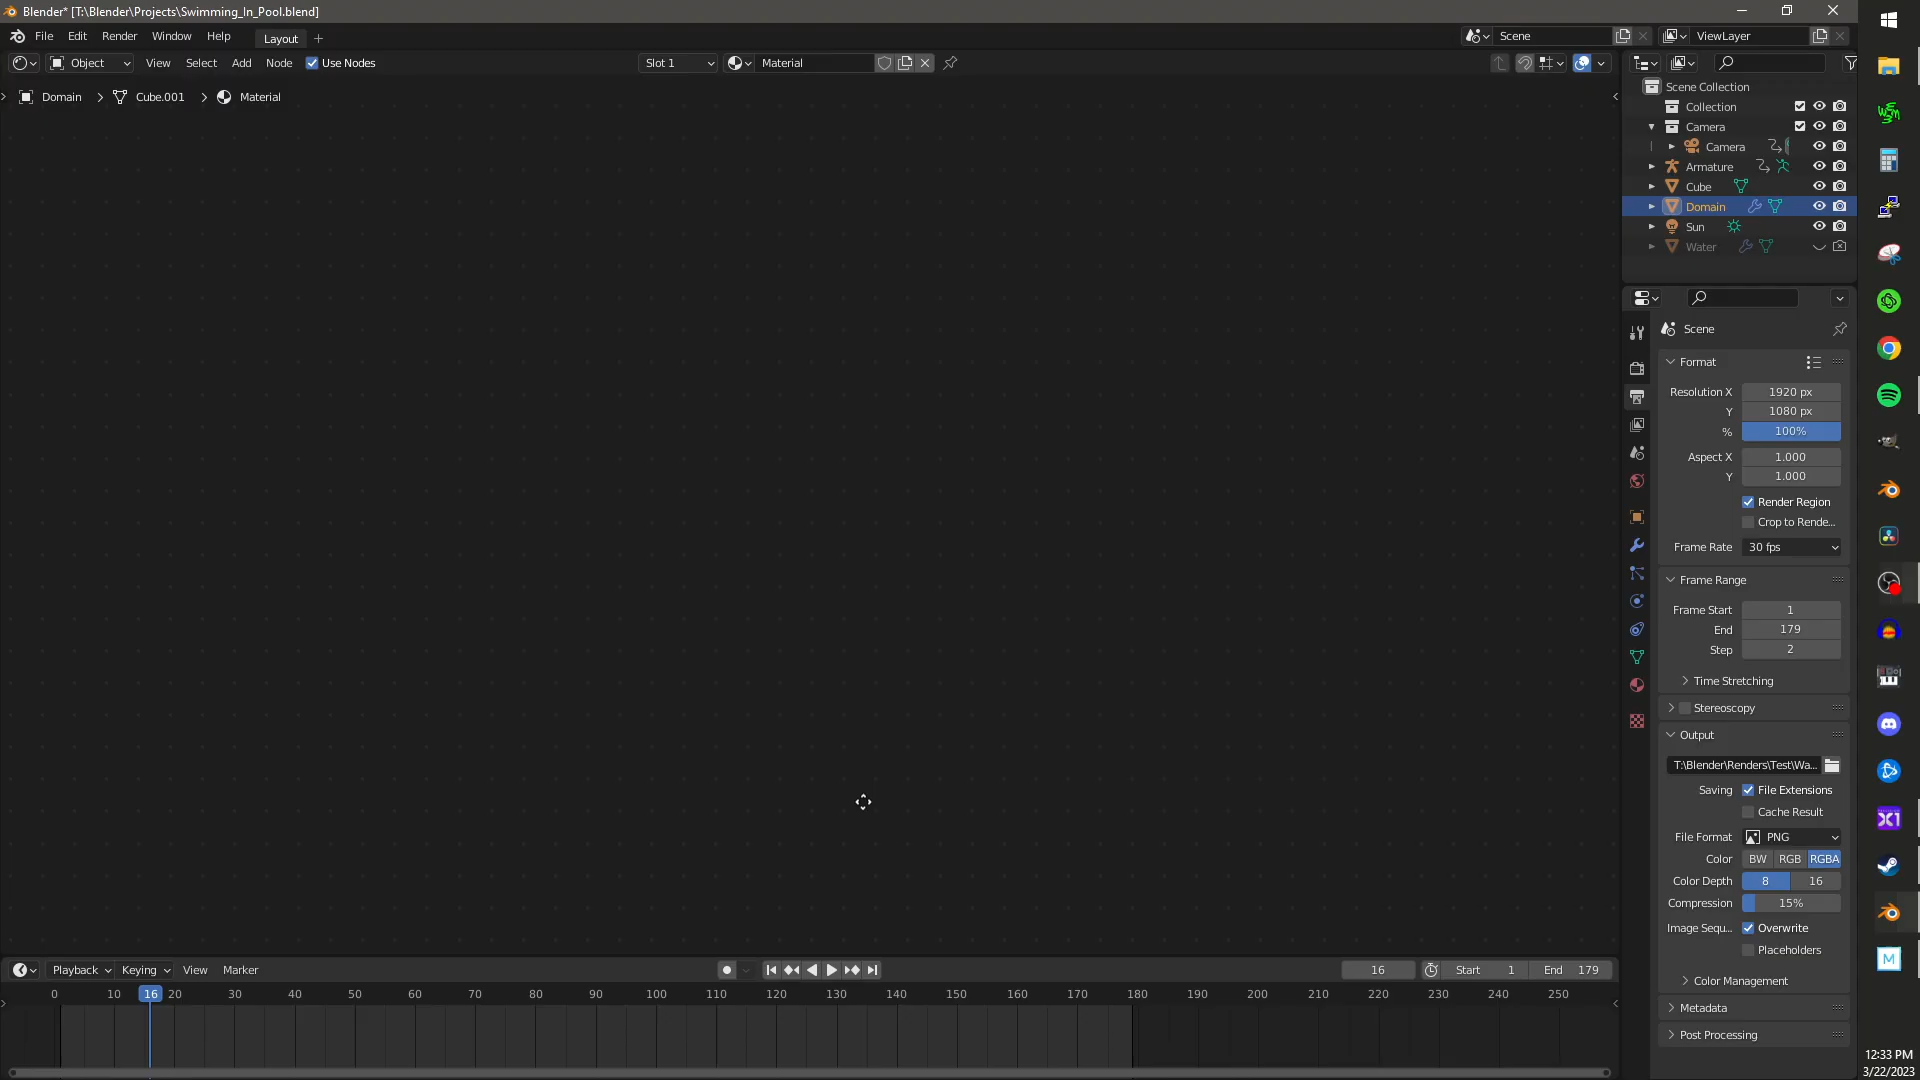 Blender* [T:\Blender\Projects\Swimming_In_Pool.blend]
File Edit Render Window Help Layout + Scene ViewLayer
Object View Select Add Node Use Nodes Slot 1 Material
Domain > Cube.001 > Material
Scene Collection
Collection
Camera
Camera
Armature
Cube
Domain
Sun
Water
Scene
Format
Resolution X 1920 px
Y 1080 px
% 100%
Aspect X 1.000
Y 1.000
Render Region
Crop to Rende...
Frame Rate 30 fps
Frame Range
Frame Start 1
End 179
Step 2
Time Stretching
Stereoscopy
Output
T:\Blender\Renders\Test\Wa...
Saving File Extensions
Cache Result
File Format PNG
Color BW RGB RGBA
Color Depth 8 16
Compression 15%
Image Sequ... Overwrite
Placeholders
Color Management
Metadata
Post Processing
Playback Keying View Marker 16 Start 1 End 179
0 10 16 20 30 40 50 60 70 80 90 100 110 120 130 140 150 160 170 180 190 200 210 220 230 240 250
12:33 PM
3/22/2023